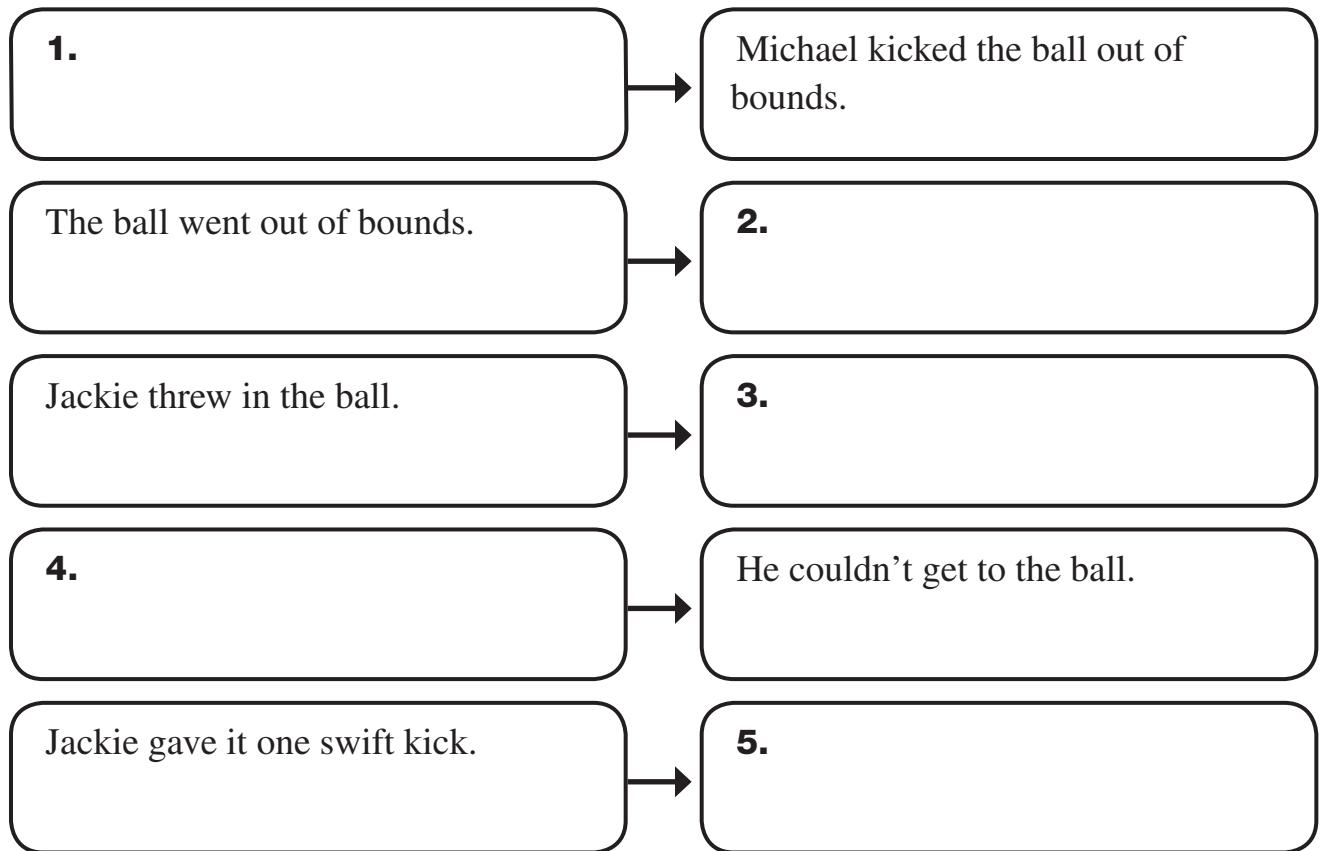 1.
Michael kicked the ball out of
bounds.
The ball went out of bounds.
2.
Jackie threw in the ball.
3.
4.
He couldn’t get to the ball.
Jackie gave it one swift kick.
5.